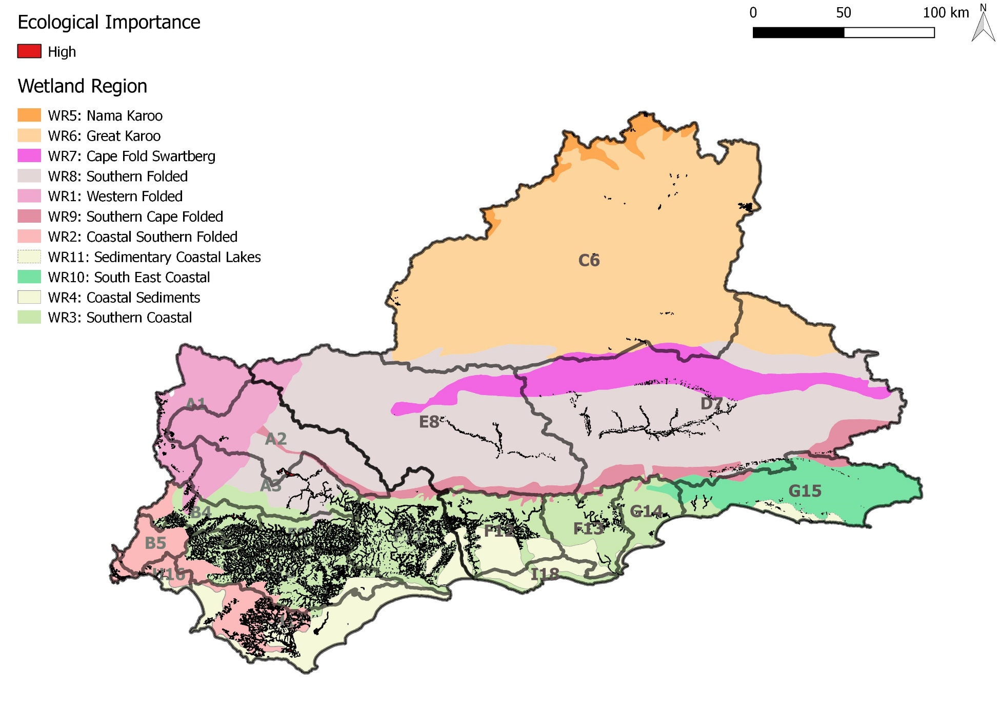 Ecological Importance
High
Wetland Region
WR5: Nama Karoo
WR6: Great Karoo
WR7: Cape Fold Swartberg
WR8: Southern Folded
WR1: Western Folded
WR9: Southern Cape Folded
WR2: Coastal Southern Folded
WR11: Sedimentary Coastal Lakes
WR10: South East Coastal
WR4: Coastal Sediments
WR3: Southern Coastal
0 50 100 km
N
C6
A1
D7
E8
A2
A3
G15
B4
G14
F13
F12
B5
F11
H16
I18